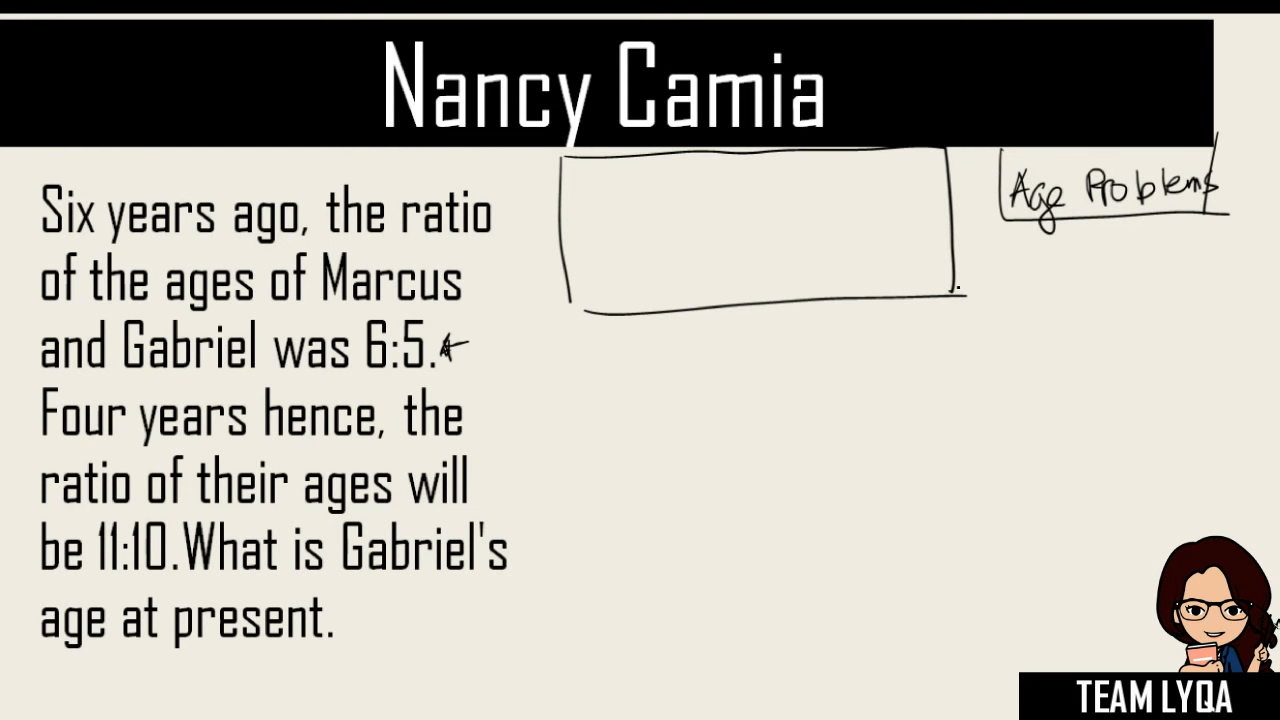 Nancy Camia
Age Problems
Six years ago, the ratio
of the ages of Marcus
and Gabriel was 6:5.
Four years hence, the
ratio of their ages will
be 11:10.What is Gabriel's
age at present.
TEAM LYQA